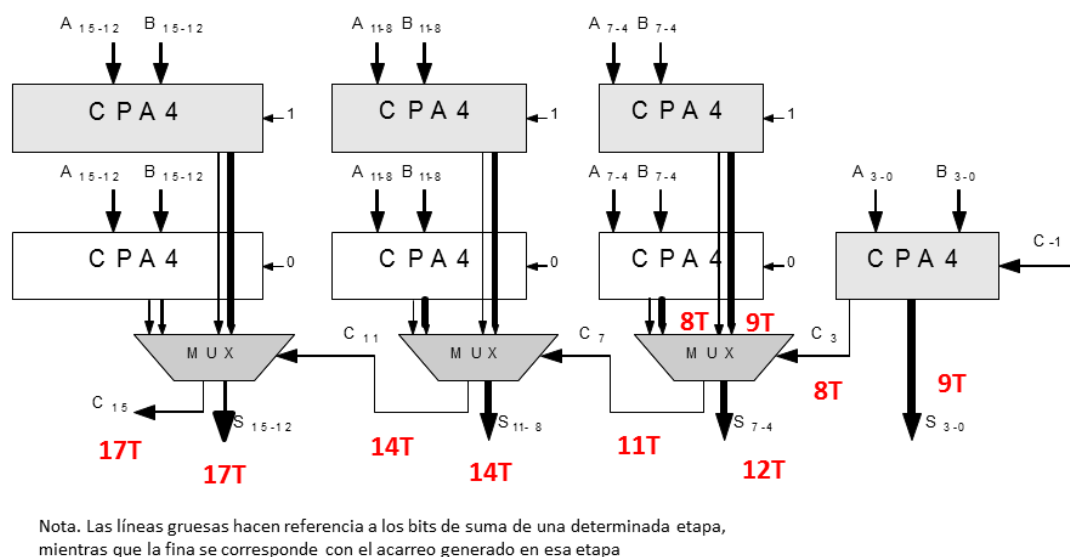 A 15-12 B 15-12 A 11-8 B 11-8 A 7-4 B 7-4
CPA4 1 CPA4 1 CPA4 1
A 15-12 B 15-12 A 11-8 B 11-8 A 7-4 B 7-4 A 3-0 B 3-0
CPA4 0 CPA4 0 CPA4 0 CPA4 C-1
8T 9T
MUX C 11 MUX C 7 MUX C 3
8T 9T
C 15 S 15-12 S 11-8 S 7-4 S 3-0
17T 17T 14T 14T 11T 12T
Nota. Las líneas gruesas hacen referencia a los bits de suma de una determinada etapa,
mientras que la fina se corresponde con el acarreo generado en esa etapa